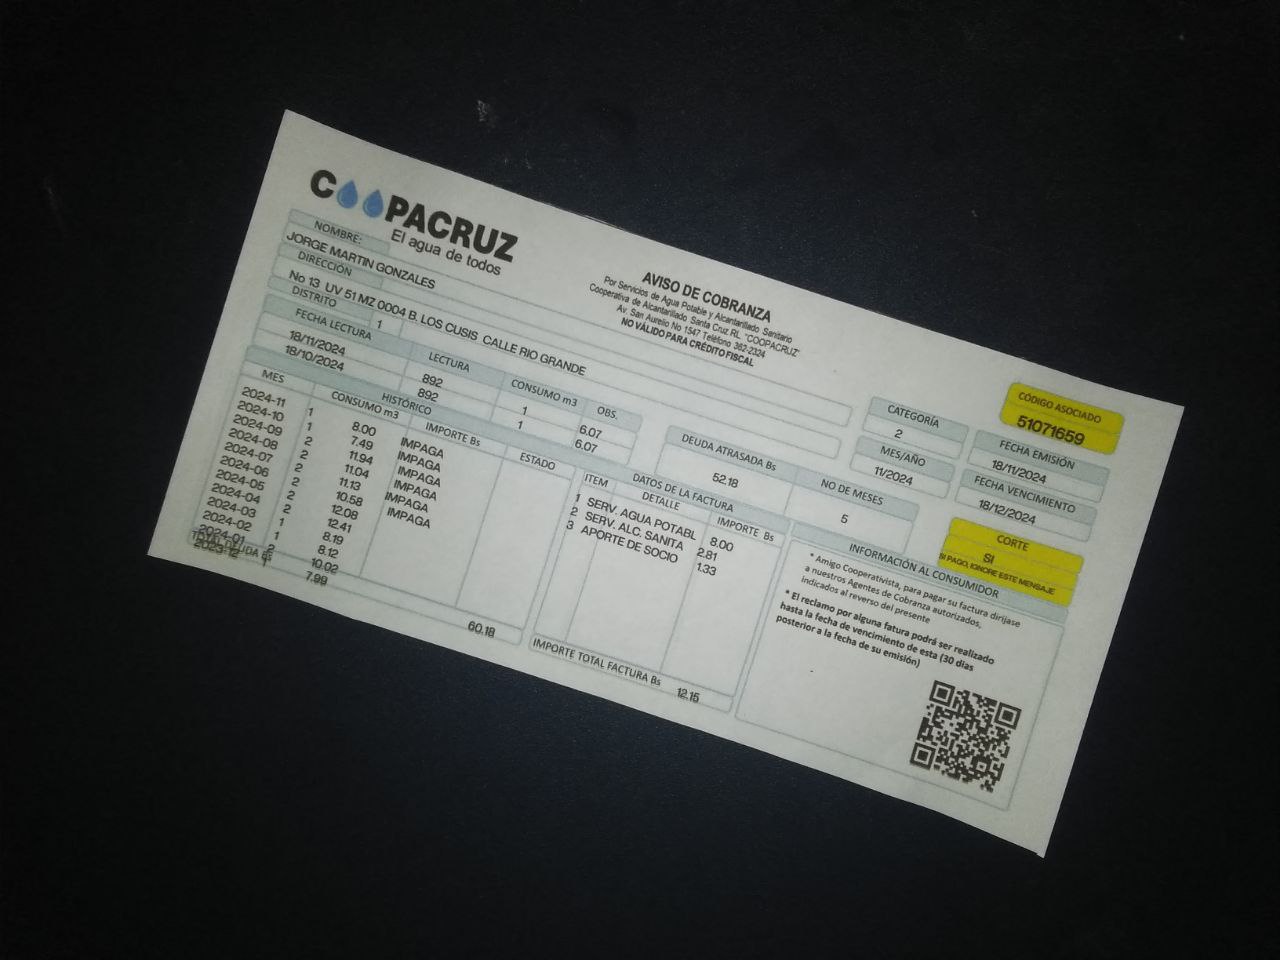 COOPACRUZ
El agua de todos
AVISO DE COBRANZA
Por Servicios de Agua Potable y Alcantarillado Sanitario
Cooperativa de Alcantarillado Santa Cruz RL "COOPACRUZ"
Av. San Aurelio No 1547 Teléfono 362-2324
NO VÁLIDO PARA CRÉDITO FISCAL
NOMBRE:
JORGE MARTIN GONZALES
DIRECCIÓN
No 13 UV 51 MZ 0004 B. LOS CUSIS CALLE RIO GRANDE
DISTRITO 1
CÓDIGO ASOCIADO
51071659
FECHA LECTURA LECTURA CONSUMO m3 OBS.
18/11/2024 892 1 6.07
18/10/2024 892 1 6.07
DEUDA ATRASADA Bs NO DE MESES
52.18 5
CATEGORÍA
2
MES/AÑO
11/2024
FECHA EMISIÓN
18/11/2024
FECHA VENCIMIENTO
18/12/2024
CORTE
SI
SI PAGO, IGNORE ESTE MENSAJE
HISTÓRICO
MES CONSUMO m3 IMPORTE Bs ESTADO
2024-11 1 8.00 IMPAGA
2024-10 1 7.49 IMPAGA
2024-09 2 11.94 IMPAGA
2024-08 2 11.04 IMPAGA
2024-07 2 11.13 IMPAGA
2024-06 2 10.58 IMPAGA
2024-05 2 12.08
2024-04 2 12.41
2024-03 1 8.19
2024-02 1 8.12
2024-01 2 10.02
2023-12 1 7.99
TOTAL DEUDA Bs 60.18
DATOS DE LA FACTURA
ITEM DETALLE IMPORTE Bs
1 SERV. AGUA POTABL 8.00
2 SERV. ALC. SANITA 2.81
3 APORTE DE SOCIO 1.33
IMPORTE TOTAL FACTURA Bs 12.15
INFORMACIÓN AL CONSUMIDOR
* Amigo Cooperativista, para pagar su factura dirijase
a nuestros Agentes de Cobranza autorizados,
indicados al reverso del presente
* El reclamo por alguna fatura podrá ser realizado
hasta la fecha de vencimiento de esta (30 días
posterior a la fecha de su emisión)